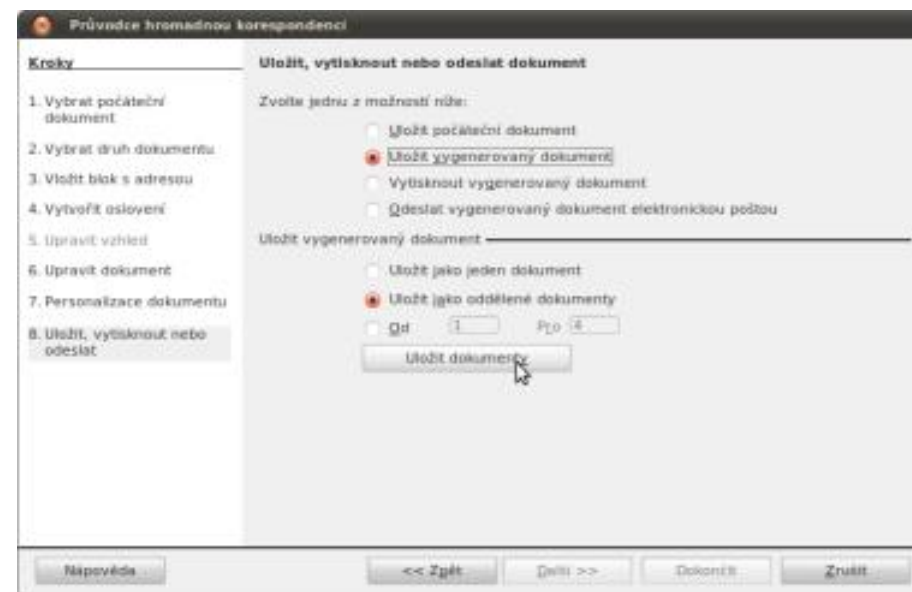 Průvodce hromadnou korespondencí
Kroky
1. Vybrat počáteční
dokument
2. Vybrat druh dokumentu
3. Vložit blok s adresou
4. Vytvořit oslovení
5. Upravit vzhled
6. Upravit dokument
7. Personalizace dokumentu
8. Uložit, vytisknout nebo
odeslat
Uložit, vytisknout nebo odeslat dokument
Zvolte jednu z možností níže:
Uložit počáteční dokument
Uložit vygenerovaný dokument
Vytisknout vygenerovaný dokument
Odeslat vygenerovaný dokument elektronickou poštou
Uložit vygenerovaný dokument
Uložit jako jeden dokument
Uložit jako oddělené dokumenty
Od 1 Pro 4
Uložit dokumenty
Nápověda
<< Zpět
Další >>
Dokončit
Zrušit